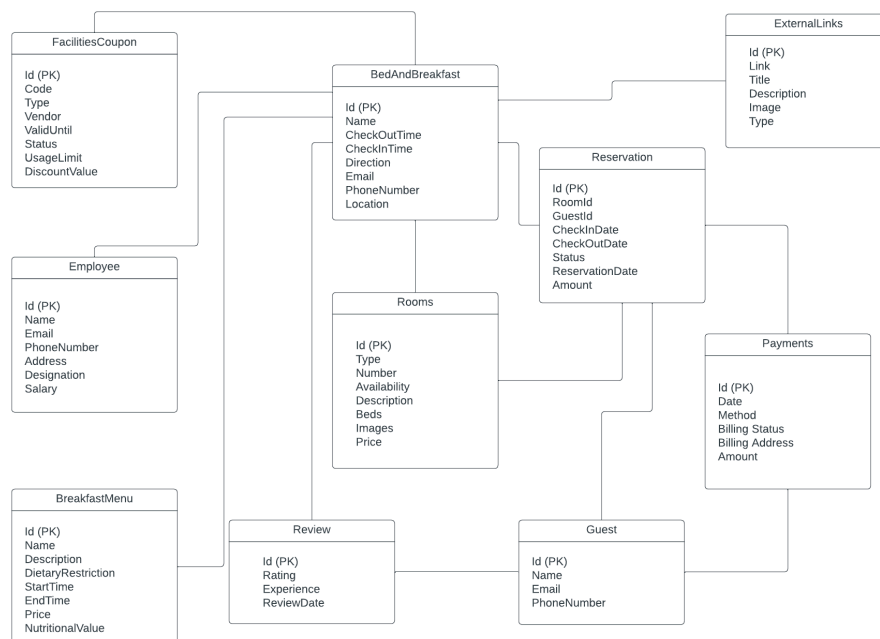 FacilitiesCoupon
Id (PK)
Code
Type
Vendor
ValidUntil
Status
UsageLimit
DiscountValue
BedAndBreakfast
Id (PK)
Name
CheckOutTime
CheckInTime
Direction
Email
PhoneNumber
Location
ExternalLinks
Id (PK)
Link
Title
Description
Image
Type
Reservation
Id (PK)
RoomId
GuestId
CheckInDate
CheckOutDate
Status
ReservationDate
Amount
Employee
Id (PK)
Name
Email
PhoneNumber
Address
Designation
Salary
Rooms
Id (PK)
Type
Number
Availability
Description
Beds
Images
Price
Payments
Id (PK)
Date
Method
Billing Status
Billing Address
Amount
BreakfastMenu
Id (PK)
Name
Description
DietaryRestriction
StartTime
EndTime
Price
NutritionalValue
Review
Id (PK)
Rating
Experience
ReviewDate
Guest
Id (PK)
Name
Email
PhoneNumber